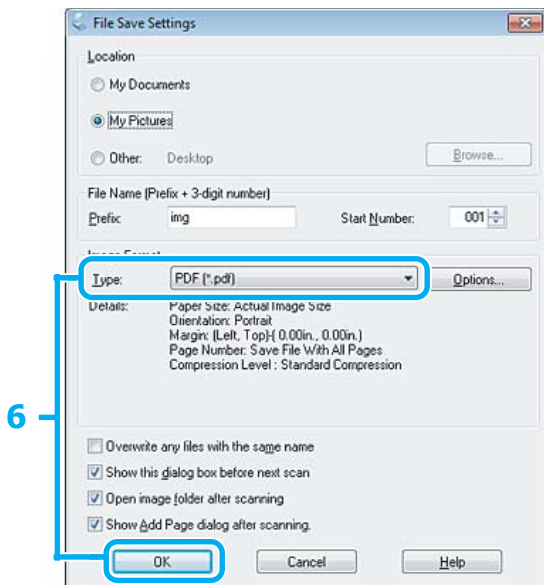 File Save Settings
Location
My Documents
My Pictures
Other: Desktop Browse...
File Name (Prefix + 3-digit number)
Prefix: img Start Number: 001
Image Format
Type: PDF (*.pdf) Options...
Details: Paper Size: Actual Image Size
Orientation: Portrait
Margin: (Left, Top)-( 0.00in., 0.00in.)
Page Number: Save File With All Pages
Compression Level : Standard Compression
6
Overwrite any files with the same name
Show this dialog box before next scan
Open image folder after scanning
Show Add Page dialog after scanning.
OK Cancel Help